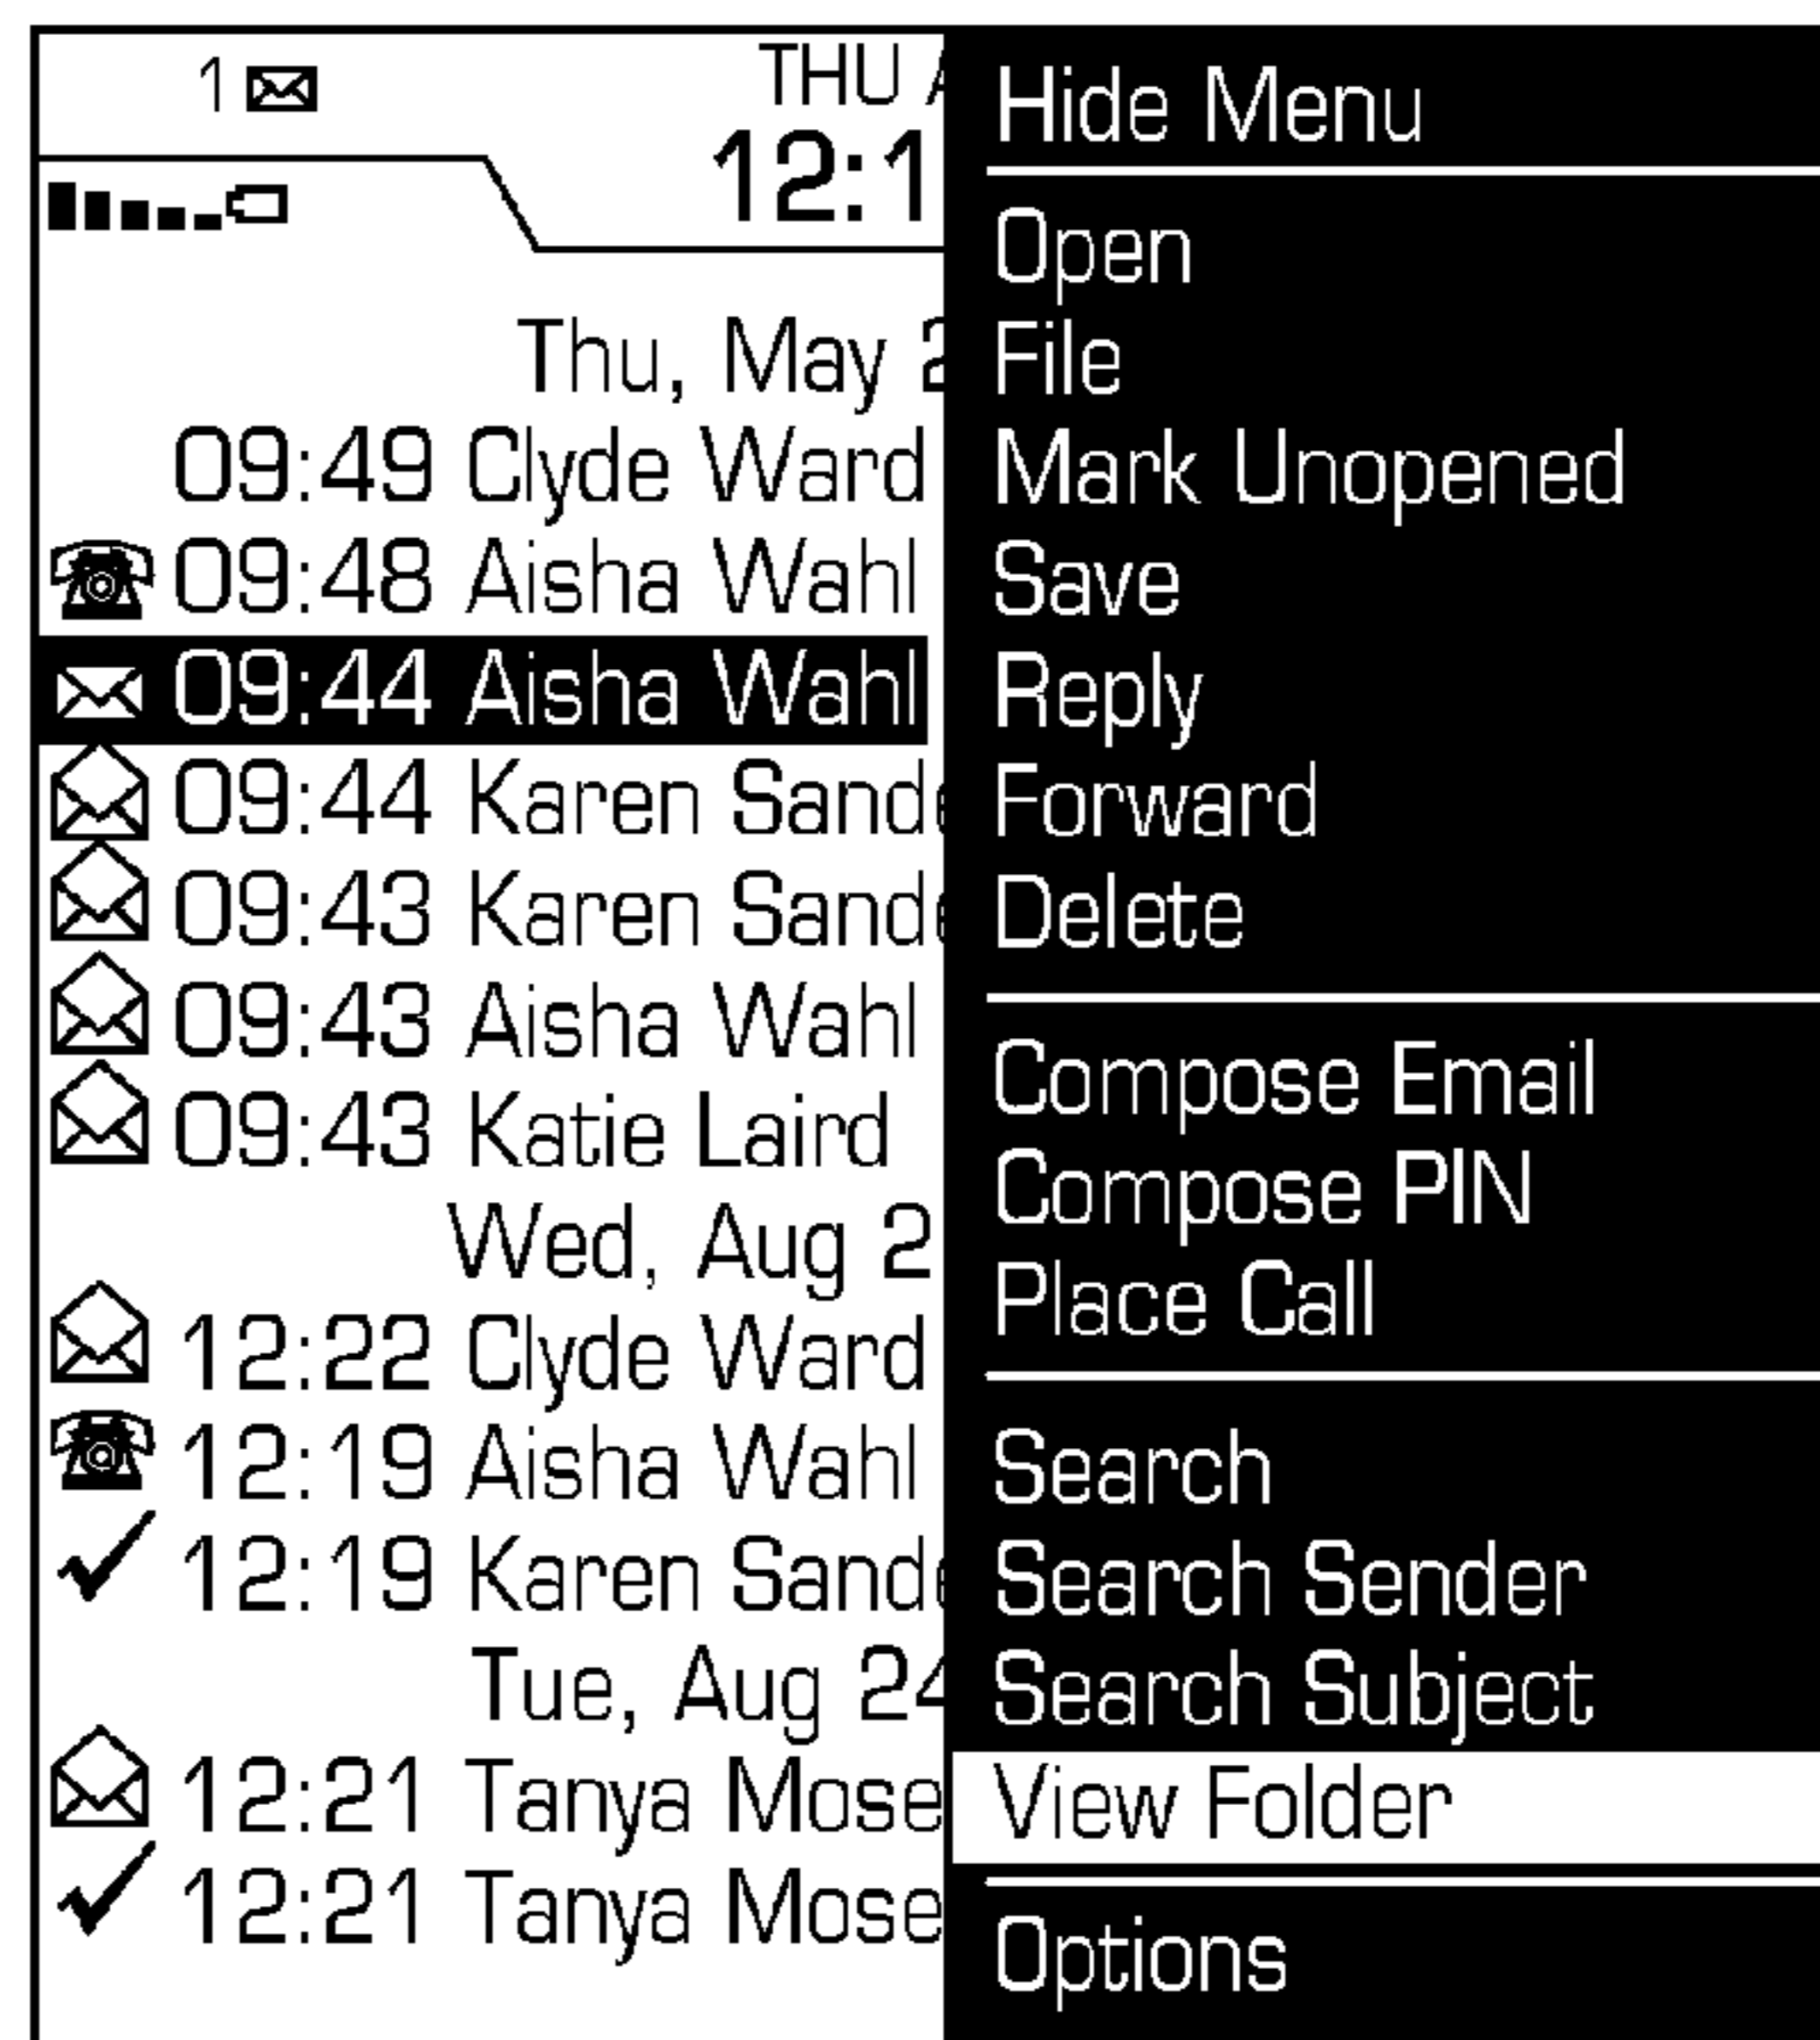 1
THU
12:1
Thu, May
09:49 Clyde Ward
09:48 Aisha Wahl
09:44 Aisha Wahl
09:44 Karen Sand
09:43 Karen Sand
09:43 Aisha Wahl
09:43 Katie Laird
Wed, Aug 2
12:22 Clyde Ward
12:19 Aisha Wahl
12:19 Karen Sand
Tue, Aug 24
12:21 Tanya Mose
12:21 Tanya Mose
Hide Menu
Open
File
Mark Unopened
Save
Reply
Forward
Delete
Compose Email
Compose PIN
Place Call
Search
Search Sender
Search Subject
View Folder
Options